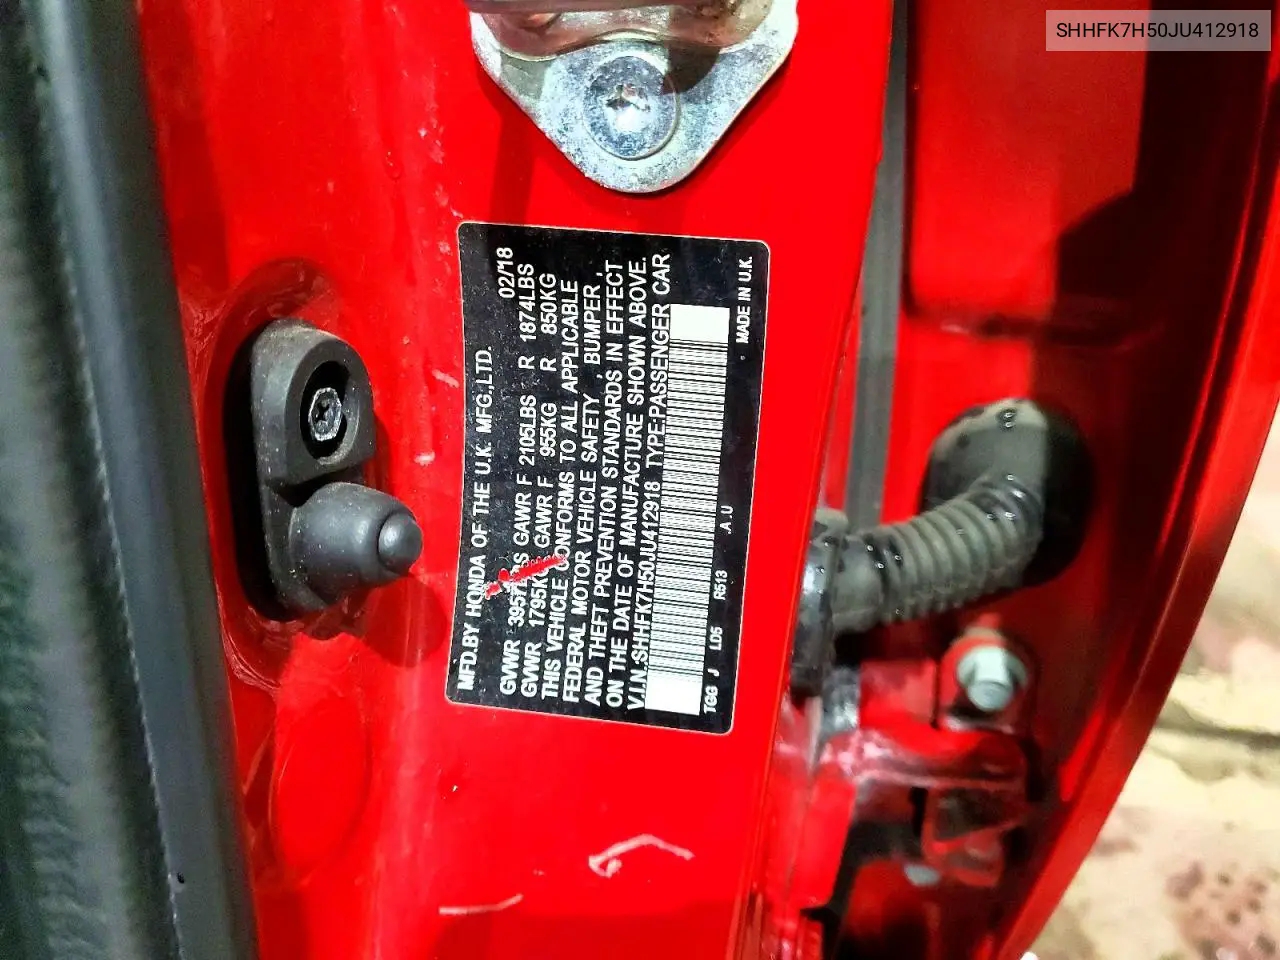 SHHFK7H50JU412918
MFD.BY HONDA OF THE U.K. MFG.,LTD. 02/18
GVWR GAWR F 2105LBS R 1874LBS
GVWR GAWR F 955KG R 850KG
THIS VEHICLE CONFORMS TO ALL APPLICABLE
FEDERAL MOTOR VEHICLE SAFETY , BUMPER ,
AND THEFT PREVENTION STANDARDS IN EFFECT
ON THE DATE OF MANUFACTURE SHOWN ABOVE.
V.I.N.:SHHFK7H50JU412918 TYPE:PASSENGER CAR
TGG J LD5 R513 .A .U MADE IN U.K.